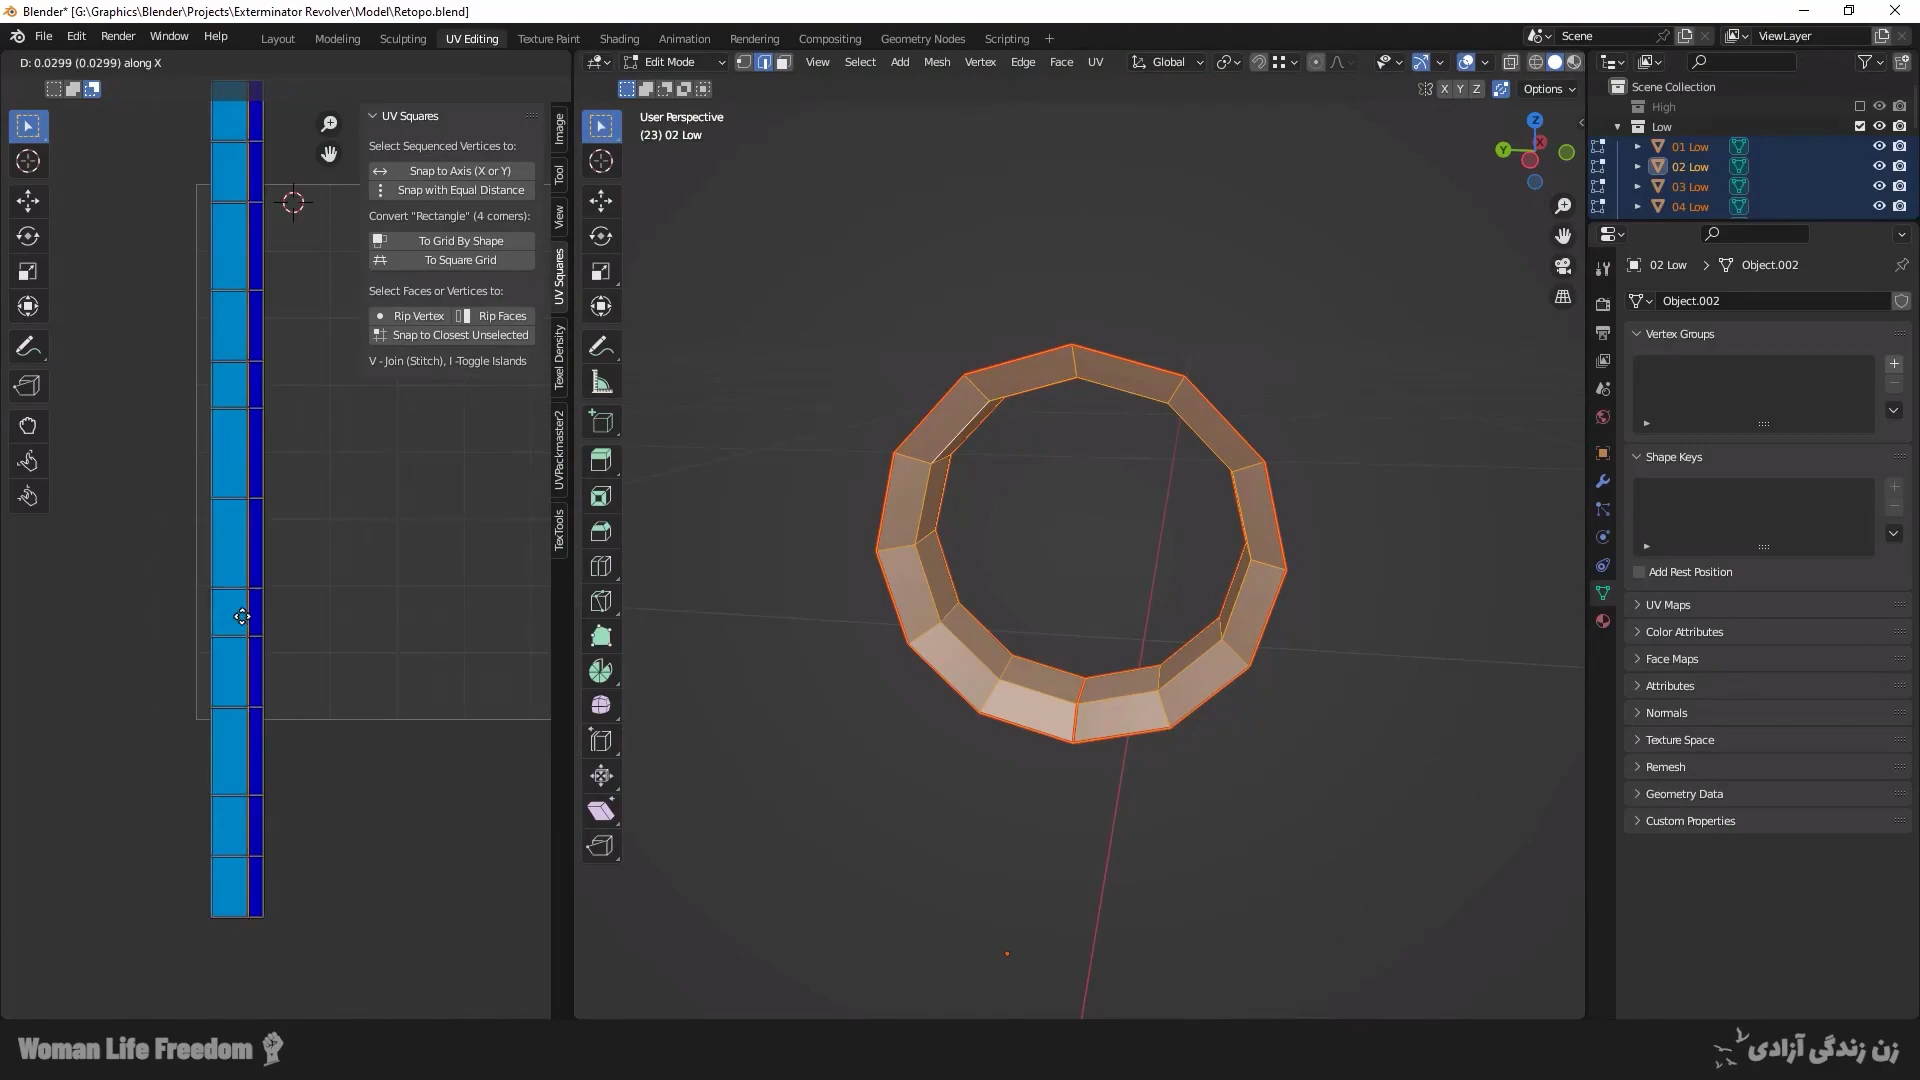 Blender* [G:\Graphics\Blender\Projects\Exterminator Revolver\Model\Retopo.blend]
File Edit Render Window Help
Layout Modeling Sculpting UV Editing Texture Paint Shading Animation Rendering Compositing Geometry Nodes Scripting +
Scene
ViewLayer
D: 0.0299 (0.0299) along X
Edit Mode
View Select Add Mesh Vertex Edge Face UV
Global
X Y Z
Options
UV Squares
Select Sequenced Vertices to:
Snap to Axis (X or Y)
Snap with Equal Distance
Convert "Rectangle" (4 corners):
To Grid By Shape
To Square Grid
Select Faces or Vertices to:
Rip Vertex
Rip Faces
Snap to Closest Unselected
V - Join (Stitch), I -Toggle Islands
Image
Tool
View
UV Squares
Texel Density
UVPackmaster2
TexTools
User Perspective
(23) 02 Low
Z
Y
X
Scene Collection
High
Low
01 Low
02 Low
03 Low
04 Low
02 Low
Object.002
Object.002
Vertex Groups
Shape Keys
Add Rest Position
UV Maps
Color Attributes
Face Maps
Attributes
Normals
Texture Space
Remesh
Geometry Data
Custom Properties
Woman Life Freedom
زن زندگی آزادی